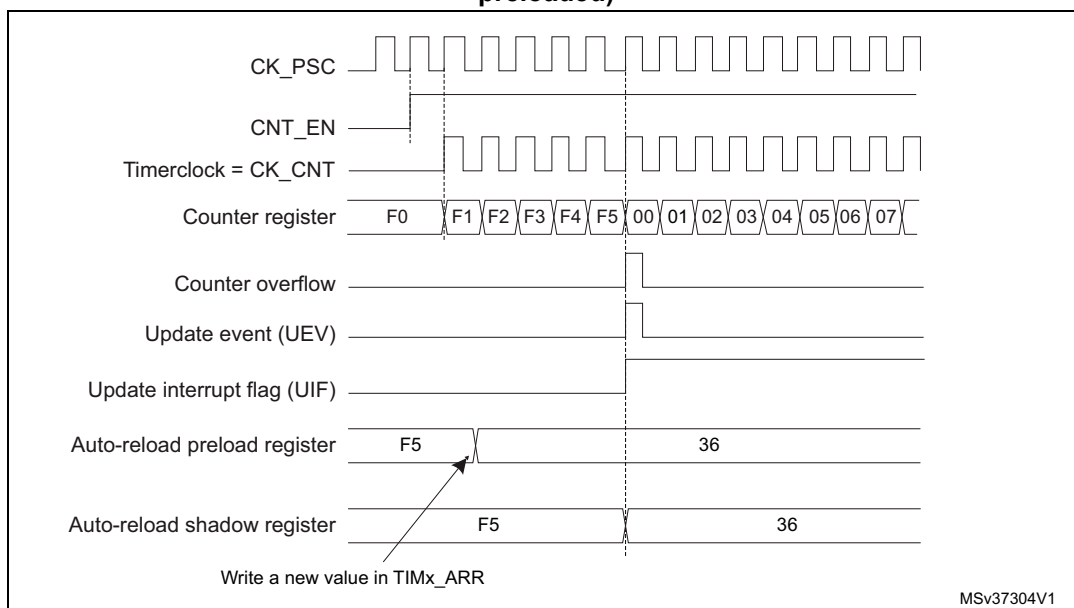 preloaded)
CK_PSC
CNT_EN
Timerclock = CK_CNT
Counter register F0 F1 F2 F3 F4 F5 00 01 02 03 04 05 06 07
Counter overflow
Update event (UEV)
Update interrupt flag (UIF)
Auto-reload preload register F5 36
Auto-reload shadow register F5 36
Write a new value in TIMx_ARR
MSv37304V1